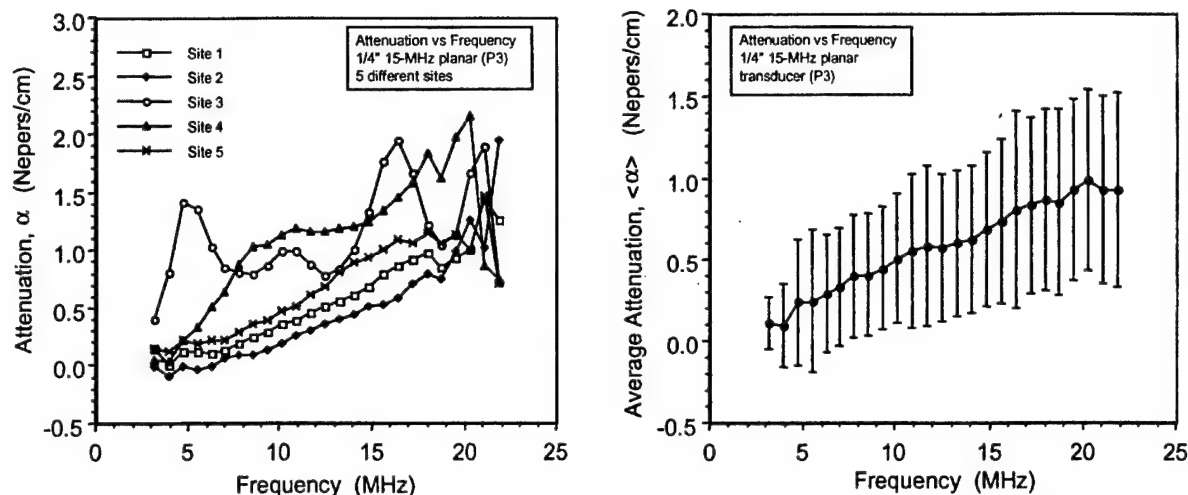 3.0
2.5
2.0
1.5
1.0
0.5
0.0
-0.5
Attenuation, α (Nepers/cm)
Site 1
Site 2
Site 3
Site 4
Site 5
Attenuation vs Frequency
1/4" 15-MHz planar (P3)
5 different sites
0 5 10 15 20 25
Frequency (MHz)
2.0
1.5
1.0
0.5
0.0
-0.5
Average Attenuation, <α> (Nepers/cm)
Attenuation vs Frequency
1/4" 15-MHz planar
transducer (P3)
0 5 10 15 20 25
Frequency (MHz)